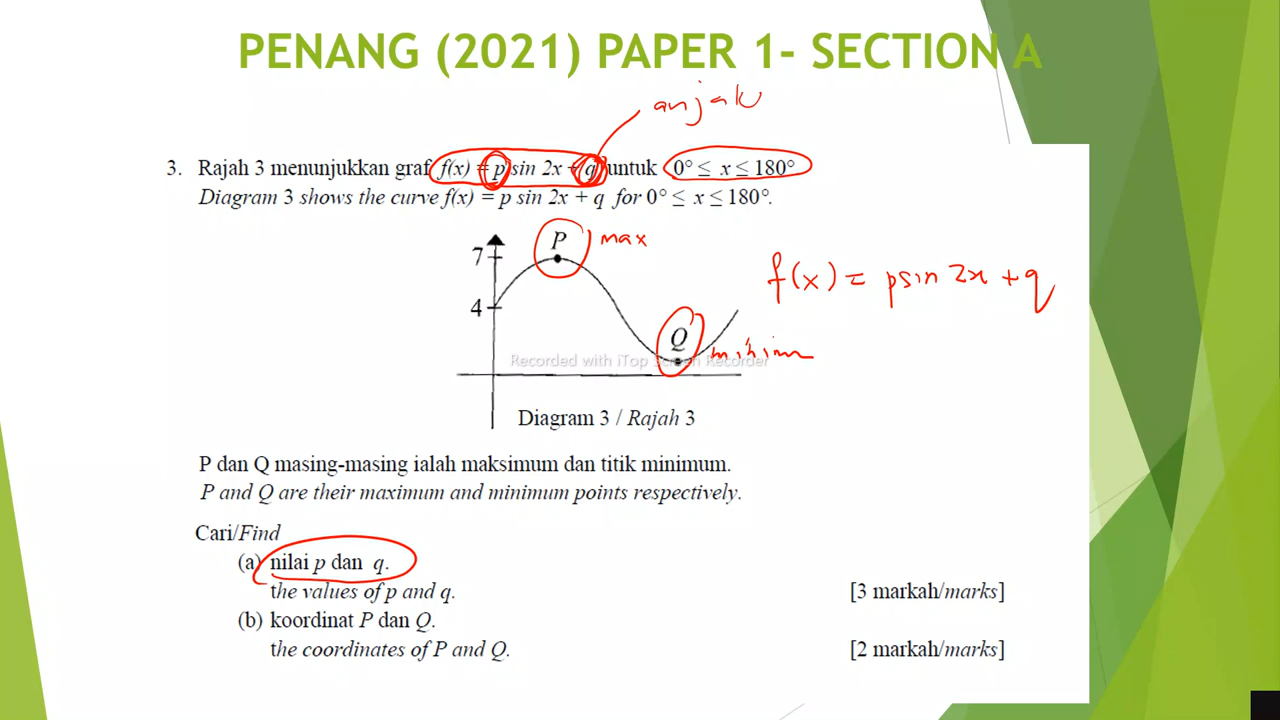 PENANG (2021) PAPER 1- SECTION A
anjak
3. Rajah 3 menunjukkan graf f(x) = p sin 2x + q untuk 0° ≤ x ≤ 180°
Diagram 3 shows the curve f(x) = p sin 2x + q for 0° ≤ x ≤ 180°.
P max
7
f(x) = psin 2x + q
4
Q
minim
Recorded with iTop Screen Recorder
Diagram 3 / Rajah 3
P dan Q masing-masing ialah maksimum dan titik minimum.
P and Q are their maximum and minimum points respectively.
Cari/Find
(a) nilai p dan q.
the values of p and q. [3 markah/marks]
(b) koordinat P dan Q.
the coordinates of P and Q. [2 markah/marks]